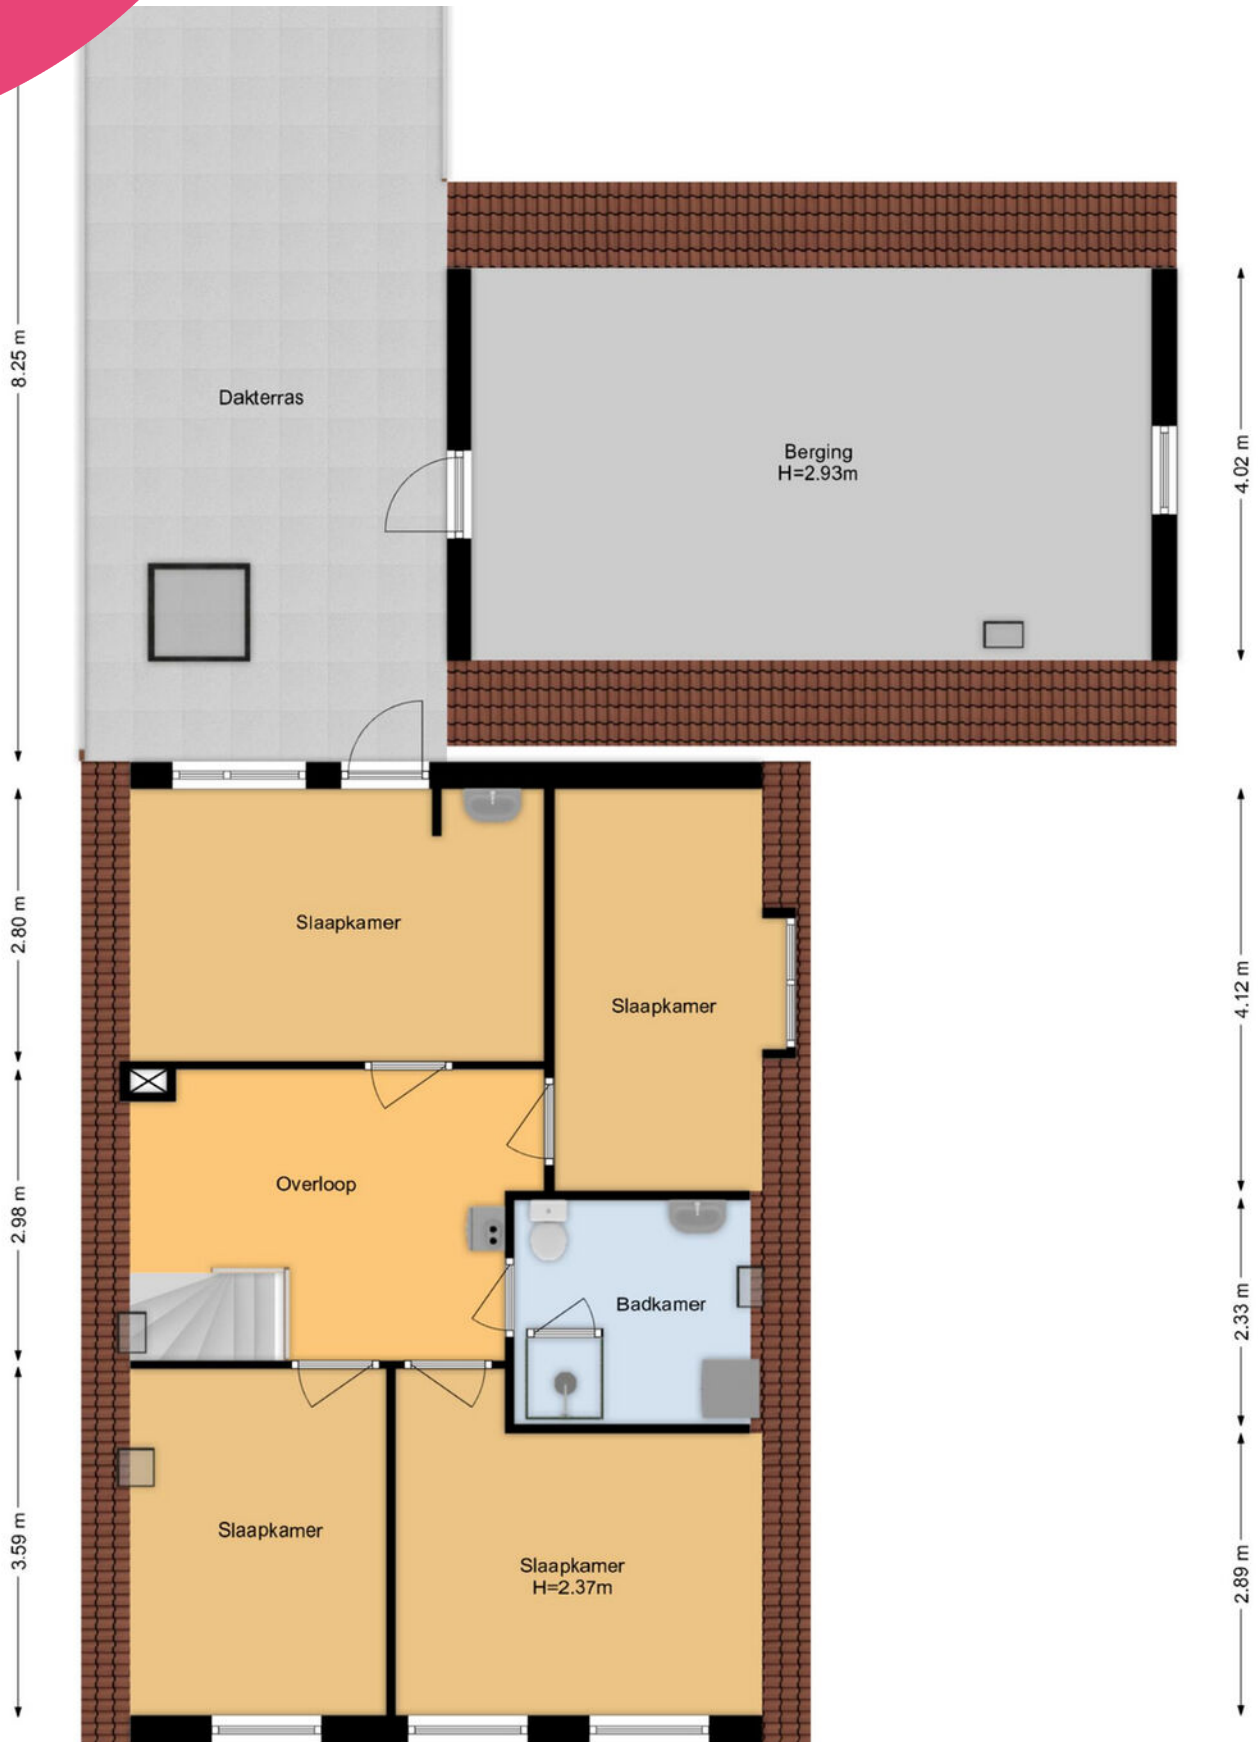 8.25 m
Dakterras
Berging
H=2.93m
4.02 m
2.80 m
Slaapkamer
Slaapkamer
4.12 m
2.98 m
Overloop
Badkamer
2.33 m
3.59 m
Slaapkamer
Slaapkamer
H=2.37m
2.89 m